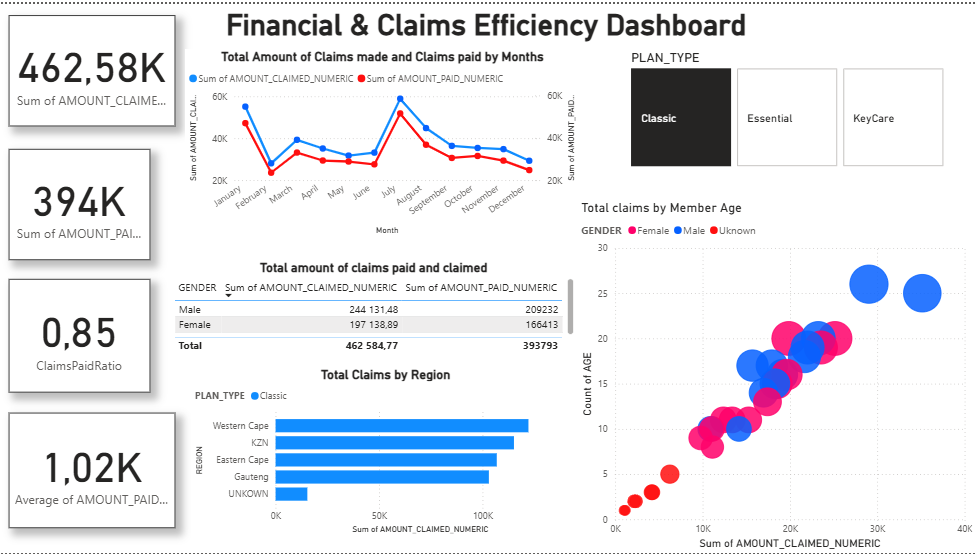 Financial & Claims Efficiency Dashboard
462,58K
Sum of AMOUNT_CLAIME...
394K
Sum of AMOUNT_PAI...
0,85
ClaimsPaidRatio
1,02K
Average of AMOUNT_PAID...
Total Amount of Claims made and Claims paid by Months
Sum of AMOUNT_CLAIMED_NUMERIC Sum of AMOUNT_PAID_NUMERIC
Sum of AMOUNT_CLAI...
60K
40K
20K
60K
40K
20K
Sum of AMOUNT_PAID...
January
February
March
April
May
June
July
August
September
October
November
December
Month
Total amount of claims paid and claimed
GENDER Sum of AMOUNT_CLAIMED_NUMERIC Sum of AMOUNT_PAID_NUMERIC
Male 244 131,48 209232
Female 197 138,89 166413
Total 462 584,77 393793
Total Claims by Region
PLAN_TYPE Classic
REGION
Western Cape
KZN
Eastern Cape
Gauteng
UNKOWN
0K 50K 100K
Sum of AMOUNT_CLAIMED_NUMERIC
PLAN_TYPE
Classic Essential KeyCare
Total claims by Member Age
GENDER Female Male Uknown
Count of AGE
30
25
20
15
10
5
0
0K 10K 20K 30K 40K
Sum of AMOUNT_CLAIMED_NUMERIC